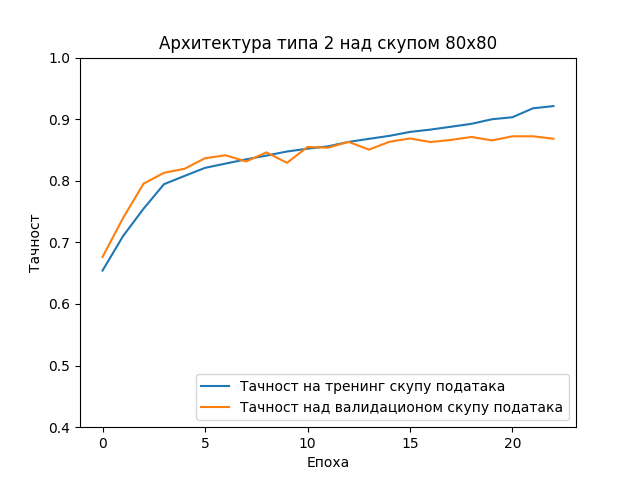 Архитектура типа 2 над скупом 80x80
1.0
0.9
0.8
0.7
0.6
0.5
0.4
Тачност
Тачност на тренинг скупу података
Тачност над валидационом скупу података
0 5 10 15 20
Епоха